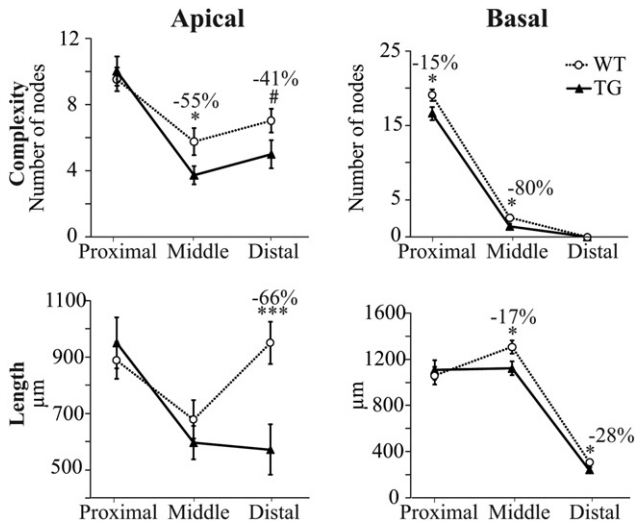 Apical
Basal
Complexity
Number of nodes
12
8
4
0
-55%
*
-41%
#
Proximal Middle Distal
Number of nodes
25
15
5
0
-15%
*
-80%
*
WT
TG
Proximal Middle Distal
Length
µm
1100
900
700
500
-66%
***
Proximal Middle Distal
µm
1600
1200
800
400
0
-17%
*
-28%
*
Proximal Middle Distal